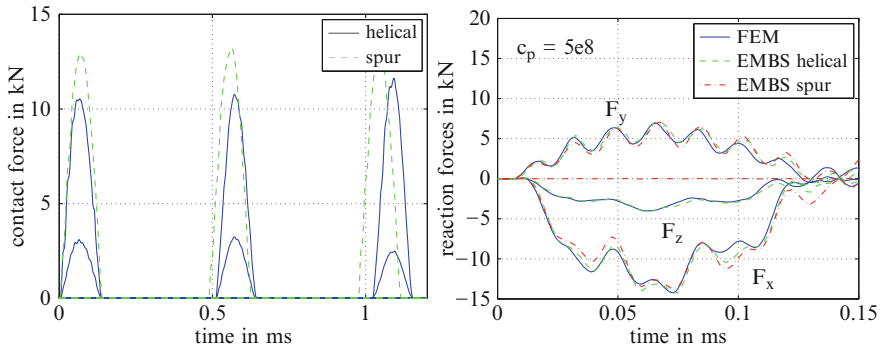 15
10
5
0
0
0.5
1
contact force in kN
time in ms
helical
spur
20
15
10
5
0
−5
−10
−15
0
0.05
0.1
0.15
reaction forces in kN
time in ms
c_p = 5e8
FEM
EMBS helical
EMBS spur
F_y
F_z
F_x